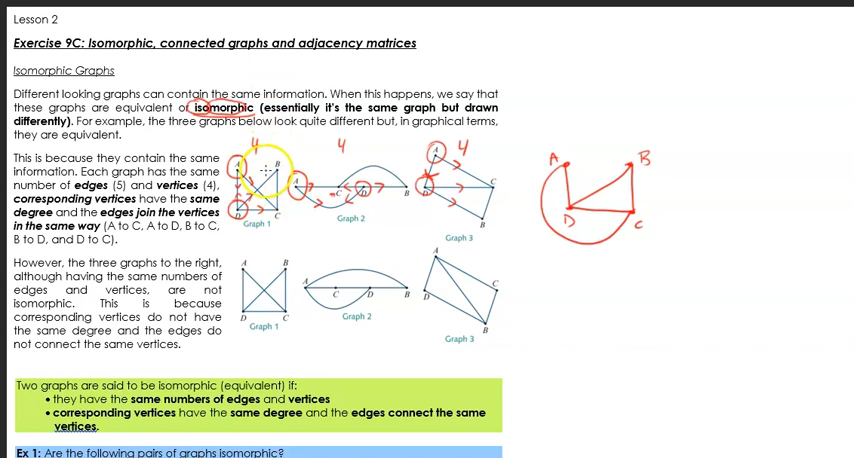 Lesson 2
Exercise 9C: Isomorphic, connected graphs and adjacency matrices
Isomorphic Graphs
Different looking graphs can contain the same information. When this happens, we say that
these graphs are equivalent or isomorphic (essentially it's the same graph but drawn
differently). For example, the three graphs below look quite different but, in graphical terms,
they are equivalent.
This is because they contain the same
information. Each graph has the same
number of edges (5) and vertices (4),
corresponding vertices have the same
degree and the edges join the vertices
in the same way (A to C, A to D, B to C,
B to D, and D to C).
4 4 4
A B
D C
Graph 1
A C D B
Graph 2
A C
D B
Graph 3
A B
D C
However, the three graphs to the right,
although having the same numbers of
edges and vertices, are not
isomorphic. This is because
corresponding vertices do not have
the same degree and the edges do
not connect the same vertices.
A B
D C
Graph 1
A C D B
Graph 2
A C
D B
Graph 3
Two graphs are said to be isomorphic (equivalent) if:
• they have the same numbers of edges and vertices
• corresponding vertices have the same degree and the edges connect the same
vertices.
Ex 1: Are the following pairs of graphs isomorphic?